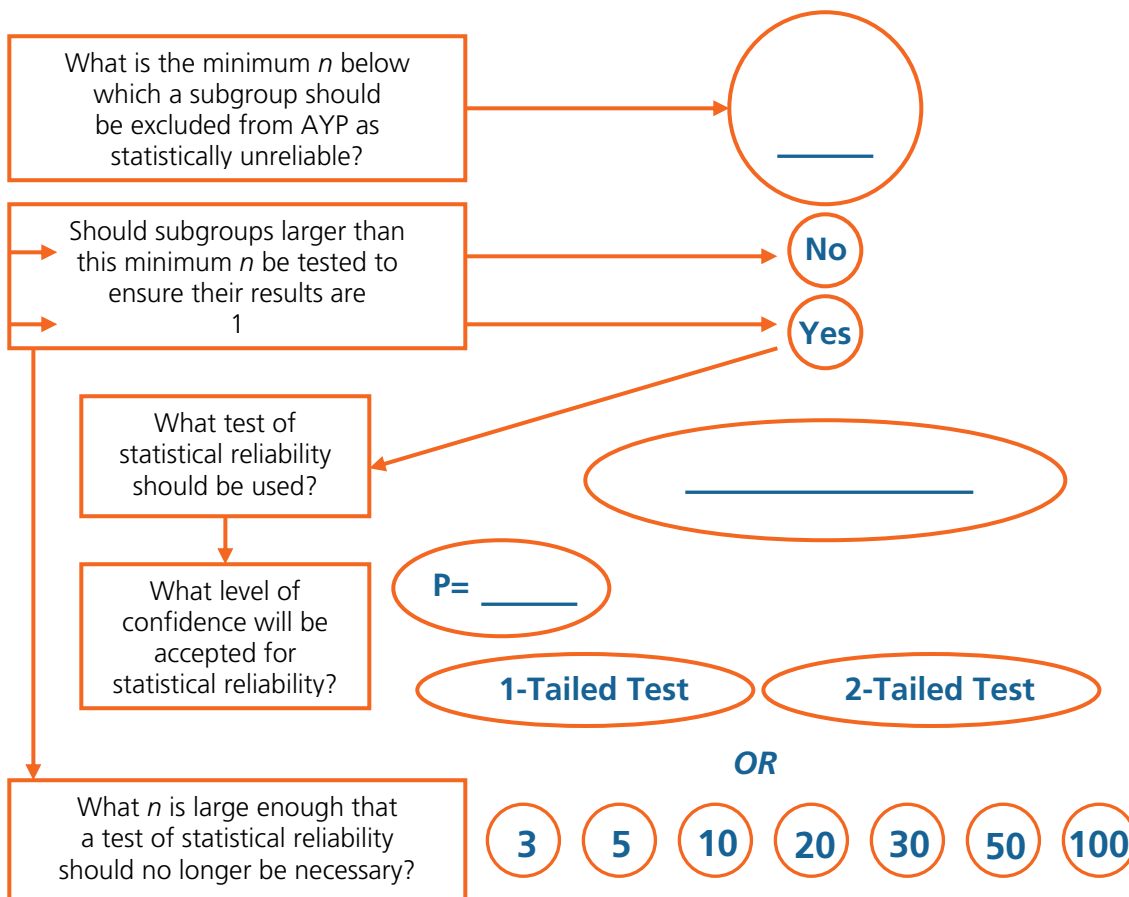 What is the minimum n below
which a subgroup should
be excluded from AYP as
statistically unreliable?
Should subgroups larger than
this minimum n be tested to
ensure their results are
1
No
Yes
What test of
statistical reliability
should be used?
What level of
confidence will be
accepted for
statistical reliability?
P= ______
1-Tailed Test
2-Tailed Test
OR
What n is large enough that
a test of statistical reliability
should no longer be necessary?
3 5 10 20 30 50 100